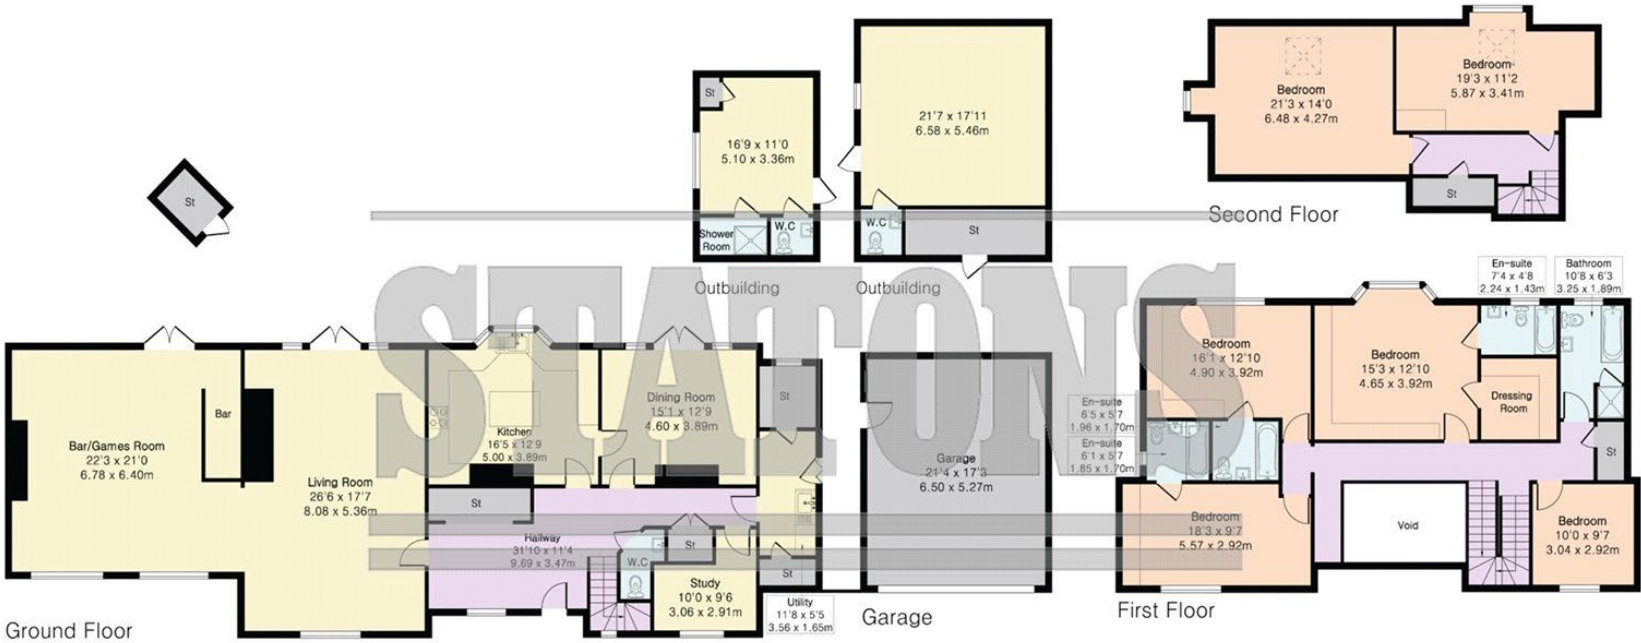 St
St
16'9 x 11'0
5.10 x 3.36m
Shower
Room
W.C
Outbuilding
21'7 x 17'11
6.58 x 5.46m
W.C
St
Outbuilding
Bedroom
21'3 x 14'0
6.48 x 4.27m
Bedroom
19'3 x 11'2
5.87 x 3.41m
St
Second Floor
STATONS
Bar/Games Room
22'3 x 21'0
6.78 x 6.40m
Bar
Living Room
26'6 x 17'7
8.08 x 5.36m
Kitchen
16'5 x 12'9
5.00 x 3.89m
Dining Room
15'1 x 12'9
4.60 x 3.89m
St
St
Hallway
31'10 x 11'4
9.69 x 3.47m
W.C
St
Study
10'0 x 9'6
3.06 x 2.91m
St
Utility
11'8 x 5'5
3.56 x 1.65m
Ground Floor
Garage
21'4 x 17'3
6.50 x 5.27m
Garage
Bedroom
16'1 x 12'10
4.90 x 3.92m
Bedroom
15'3 x 12'10
4.65 x 3.92m
En-suite
7'4 x 4'8
2.24 x 1.43m
Bathroom
10'8 x 6'3
3.25 x 1.89m
Dressing
Room
En-suite
6'5 x 5'7
1.96 x 1.70m
En-suite
6'1 x 5'7
1.85 x 1.70m
St
Bedroom
18'3 x 9'7
5.57 x 2.92m
Void
Bedroom
10'0 x 9'7
3.04 x 2.92m
First Floor